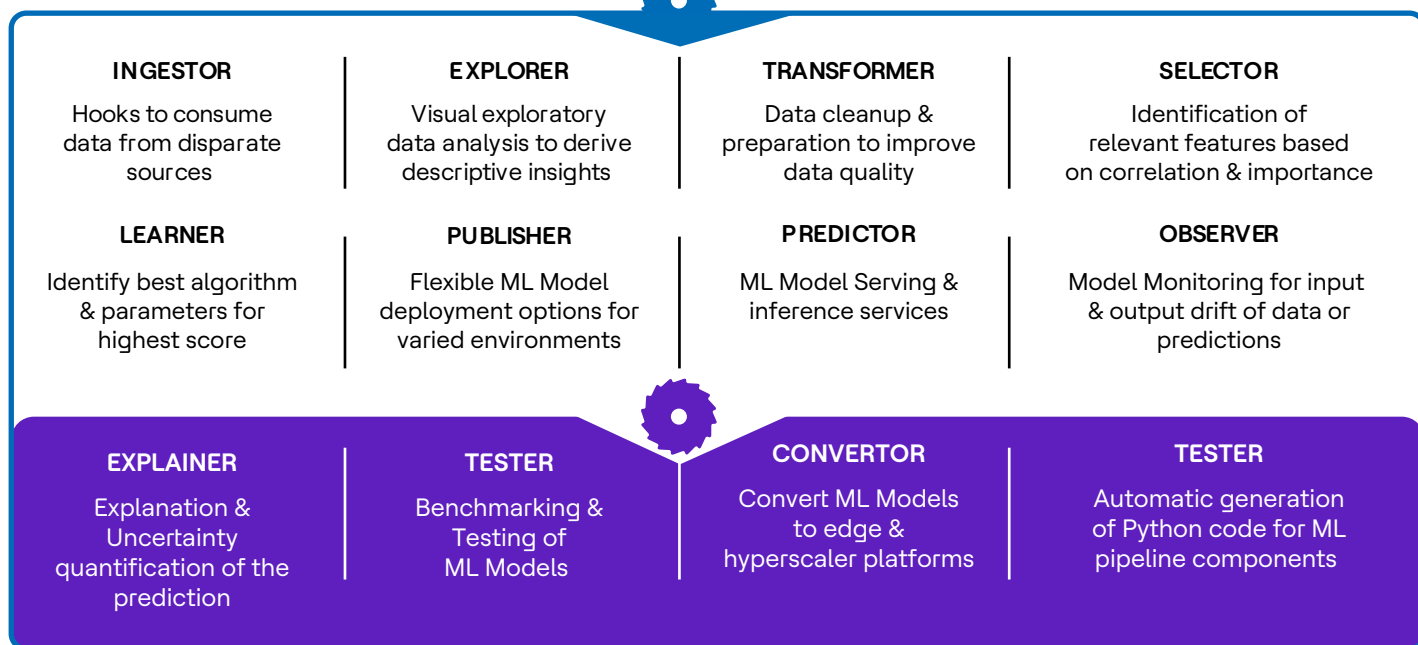 INGESTOR
Hooks to consume
data from disparate
sources
EXPLORER
Visual exploratory
data analysis to derive
descriptive insights
TRANSFORMER
Data cleanup &
preparation to improve
data quality
SELECTOR
Identification of
relevant features based
on correlation & importance
LEARNER
Identify best algorithm
& parameters for
highest score
PUBLISHER
Flexible ML Model
deployment options for
varied environments
PREDICTOR
ML Model Serving &
inference services
OBSERVER
Model Monitoring for input
& output drift of data or
predictions
EXPLAINER
Explanation &
Uncertainty
quantification of the
prediction
TESTER
Benchmarking &
Testing of
ML Models
CONVERTOR
Convert ML Models
to edge &
hyperscaler platforms
TESTER
Automatic generation
of Python code for ML
pipeline components